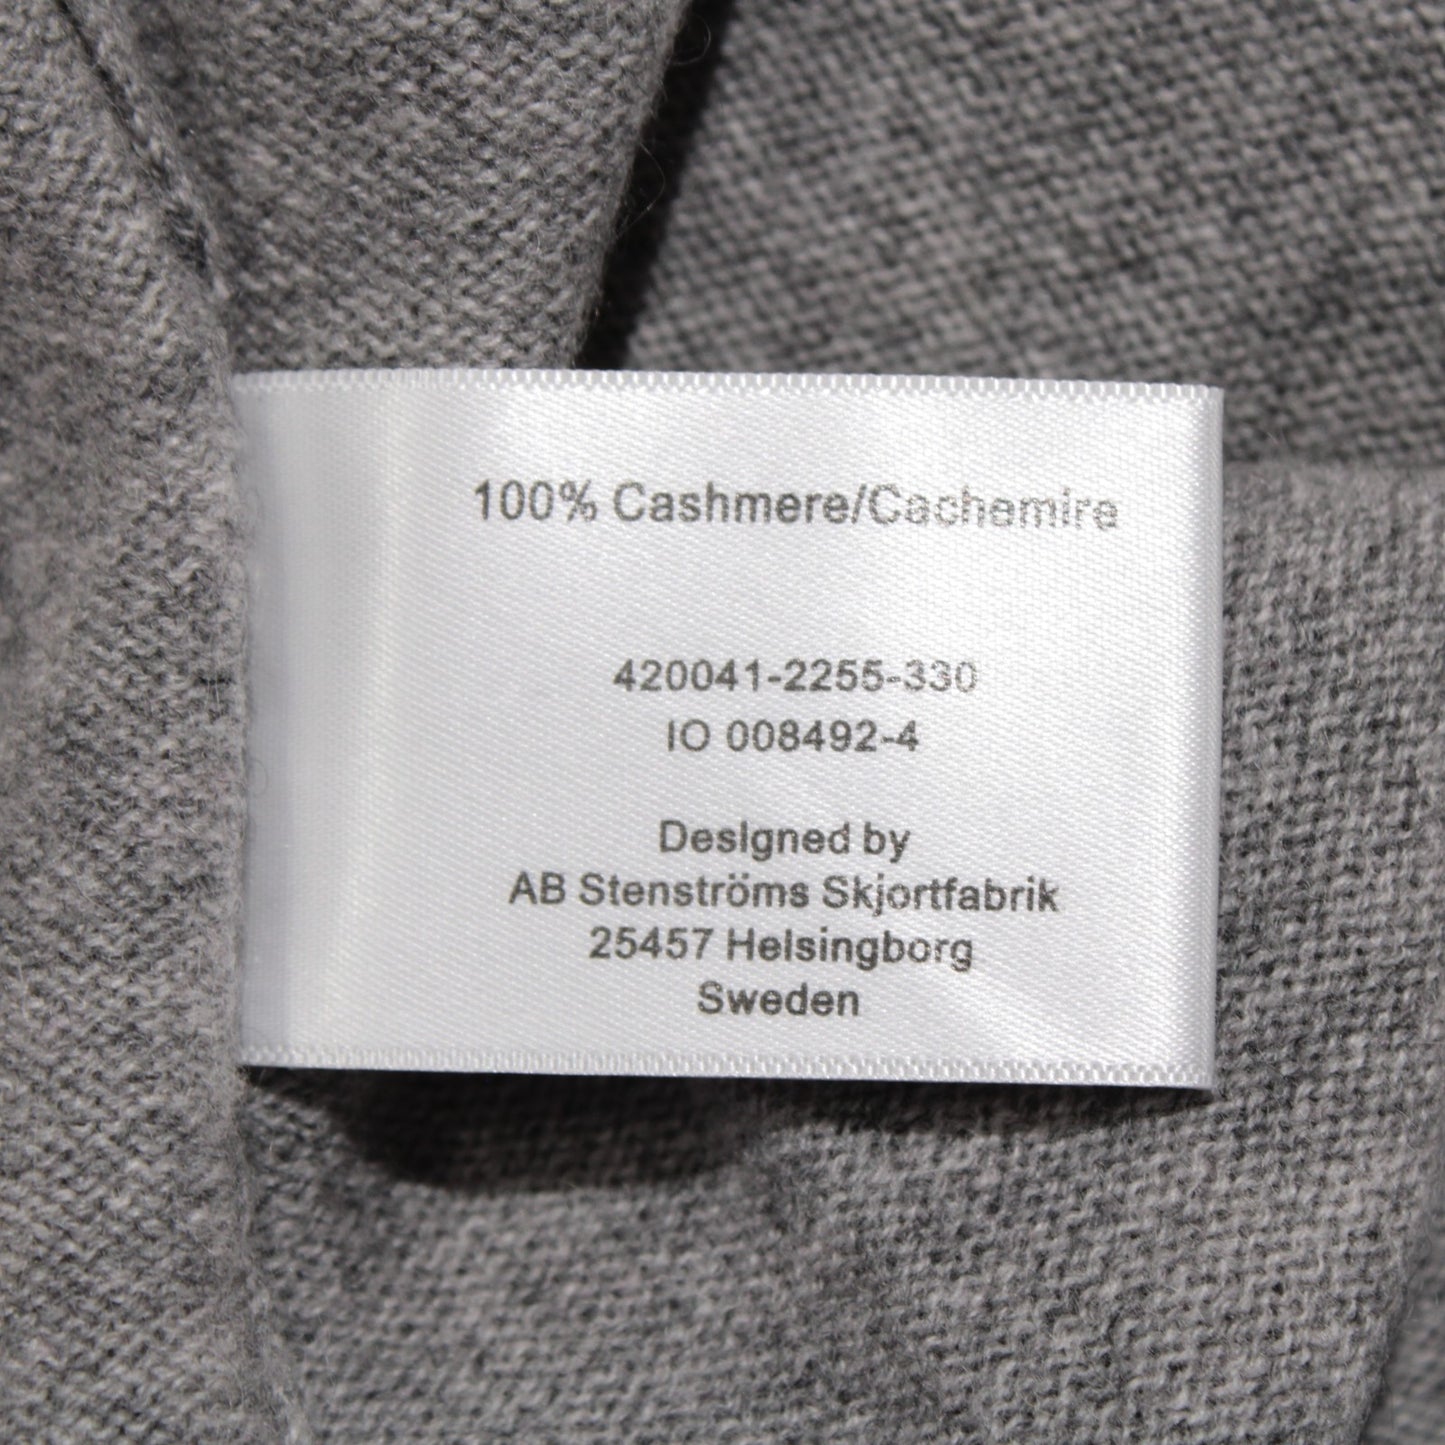 100% Cashmere/Cachemire
420041-2255-330
IO 008492-4
Designed by
AB Stenströms Skjortfabrik
25457 Helsingborg
Sweden